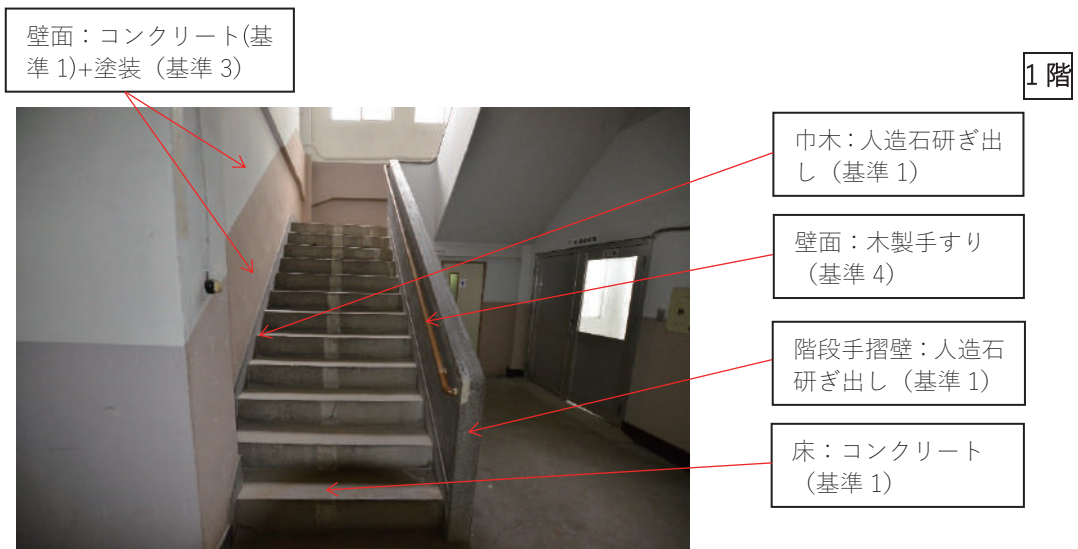 壁面：コンクリート(基
準 1)+塗装（基準 3）
1 階
巾木：人造石研ぎ出
し（基準 1）
壁面：木製手すり
（基準 4）
階段手摺壁：人造石
研ぎ出し（基準 1）
床：コンクリート
（基準 1）